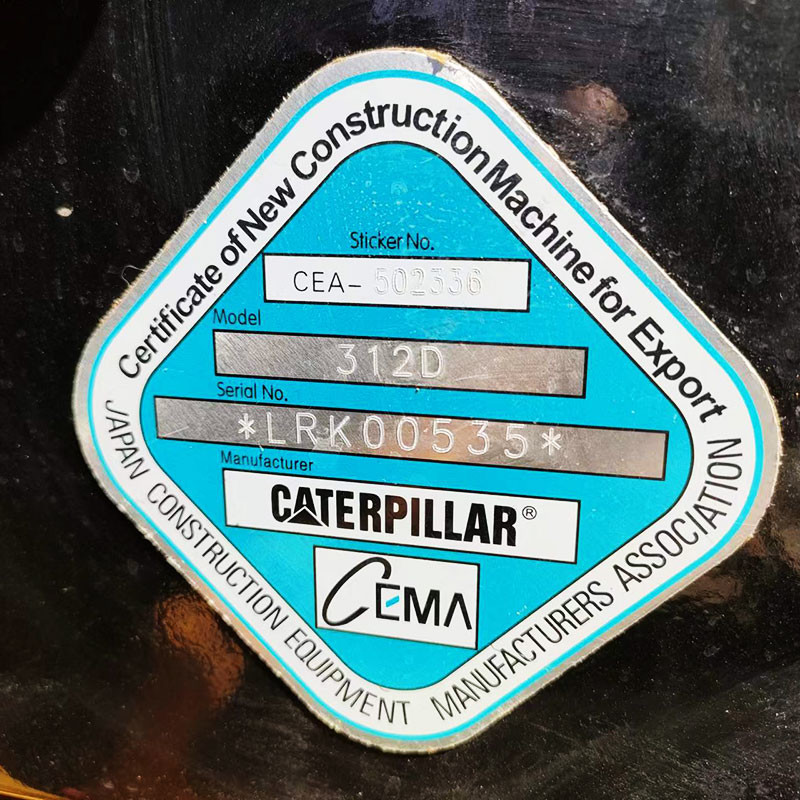 Certificate of New Construction Machine for Export
Sticker No.
CEA-502336
Model
312D
Serial No.
*LRK00535*
Manufacturer
CATERPILLAR®
CEMA
JAPAN CONSTRUCTION EQUIPMENT MANUFACTURERS ASSOCIATION